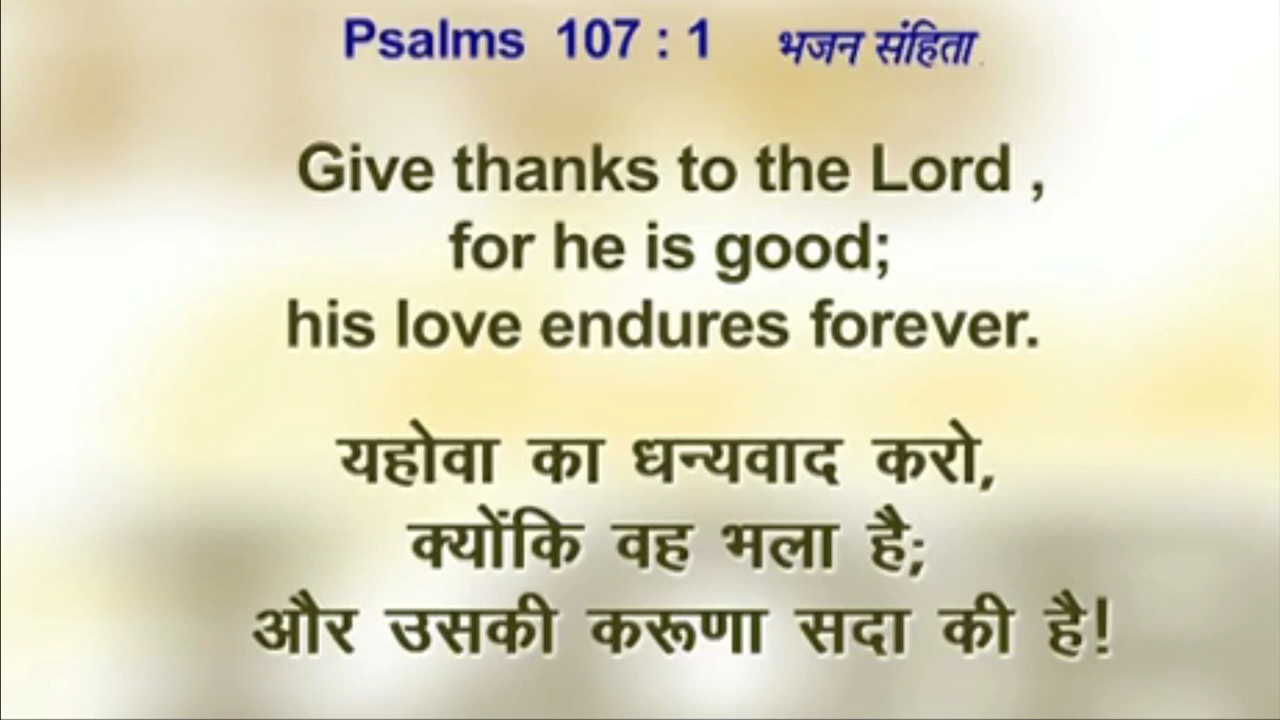 Psalms 107 : 1 भजन संहिता
Give thanks to the Lord ,
for he is good;
his love endures forever.
यहोवा का धन्यवाद करो,
क्योंकि वह भला है;
और उसकी करूणा सदा की है!